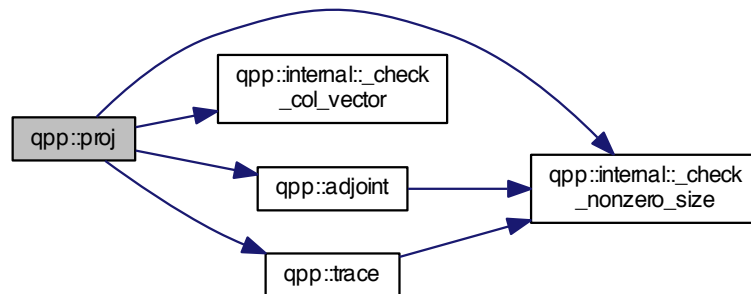 qpp::internal::_check
_col_vector
qpp::proj
qpp::adjoint
qpp::internal::_check
_nonzero_size
qpp::trace